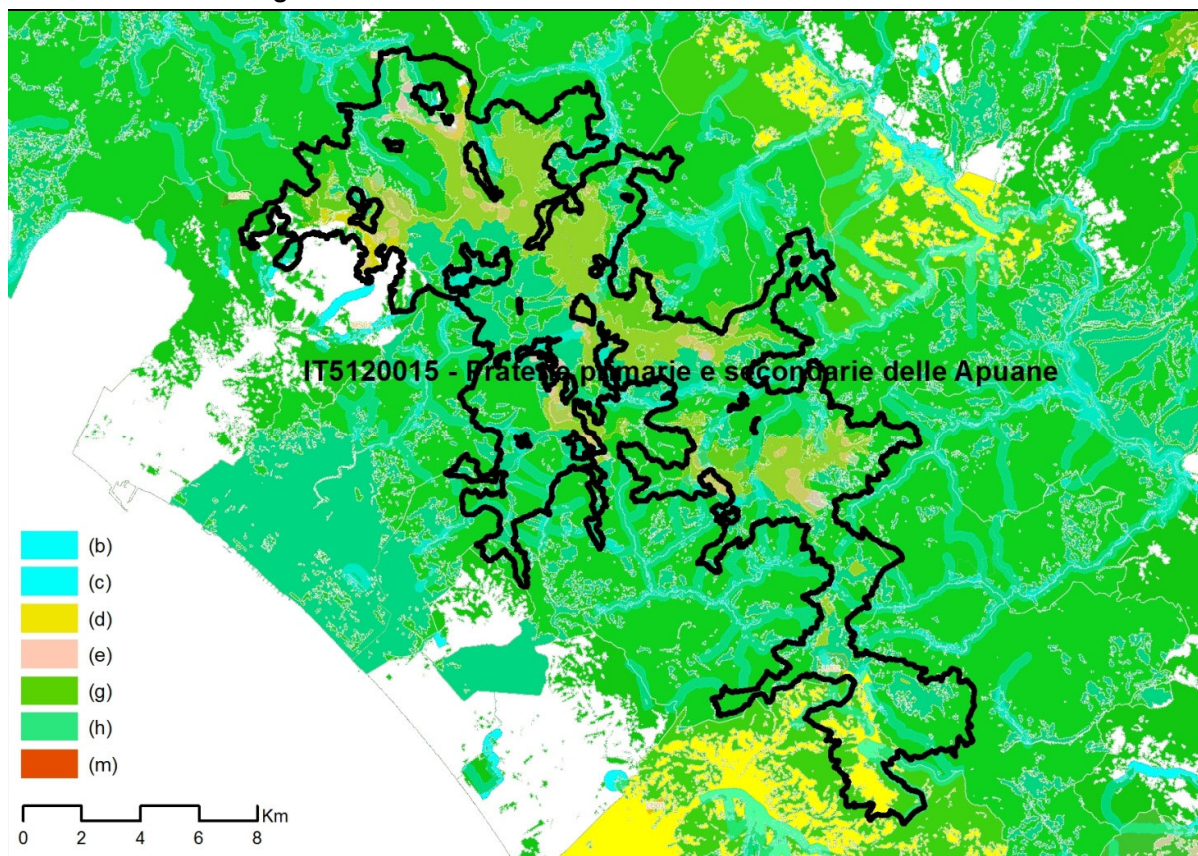 IT5120015 - Praterie primarie e secondarie delle Apuane
(b)
(c)
(d)
(e)
(g)
(h)
(m)
0 2 4 6 8 Km